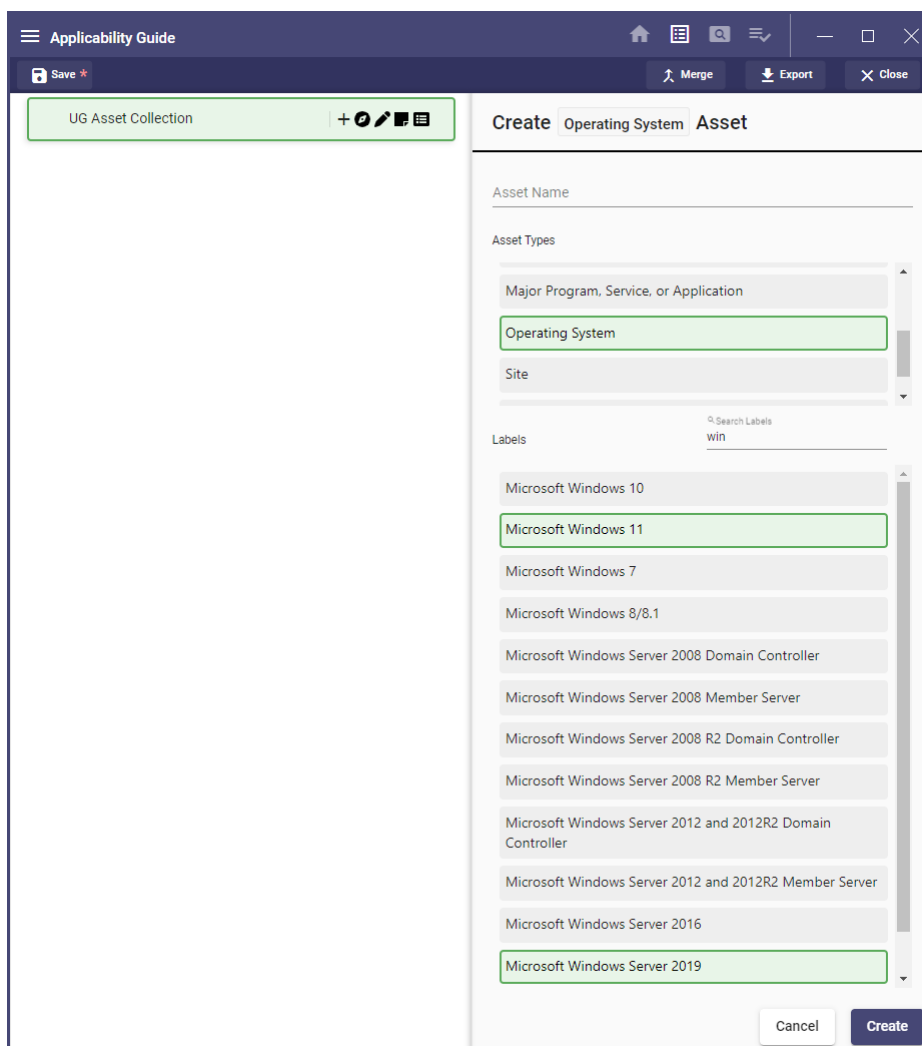 Applicability Guide
Save *
Merge
Export
Close
UG Asset Collection
Create Operating System Asset
Asset Name
Asset Types
Major Program, Service, or Application
Operating System
Site
Labels
Search Labels
win
Microsoft Windows 10
Microsoft Windows 11
Microsoft Windows 7
Microsoft Windows 8/8.1
Microsoft Windows Server 2008 Domain Controller
Microsoft Windows Server 2008 Member Server
Microsoft Windows Server 2008 R2 Domain Controller
Microsoft Windows Server 2008 R2 Member Server
Microsoft Windows Server 2012 and 2012R2 Domain
Controller
Microsoft Windows Server 2012 and 2012R2 Member Server
Microsoft Windows Server 2016
Microsoft Windows Server 2019
Cancel
Create